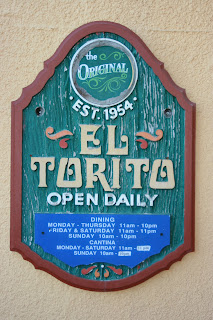 the
ORIGINAL
EST. 1954
EL
TORITO
OPEN DAILY
DINING
MONDAY - THURSDAY 11am - 10pm
FRIDAY & SATURDAY 11am - 11pm
SUNDAY 10am - 10pm
CANTINA
MONDAY - SATURDAY 11am -
SUNDAY 10am -